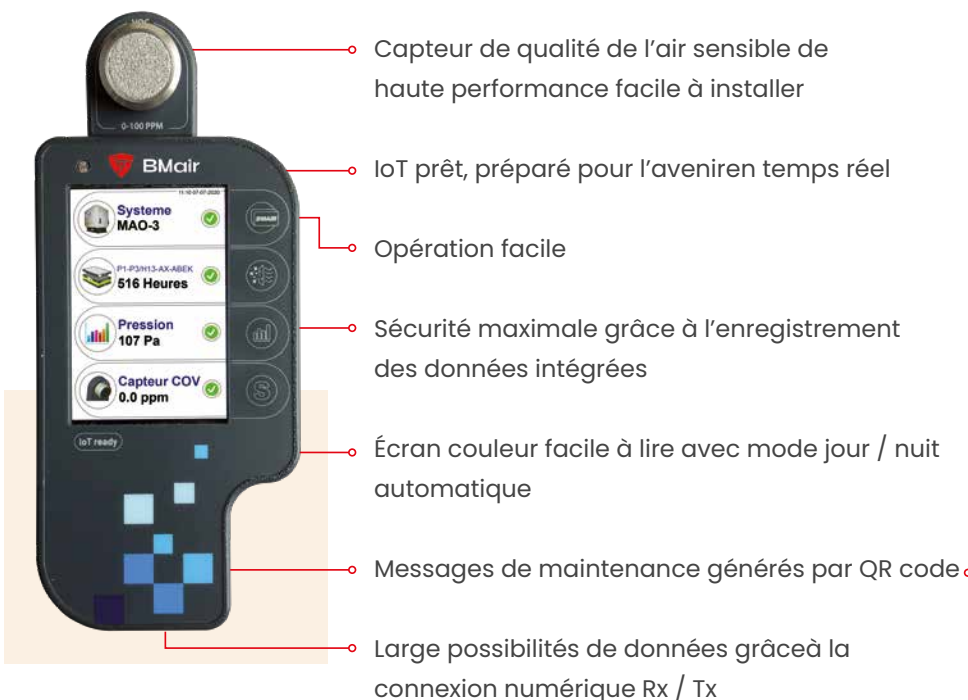 VOC
0-100 PPM
BMair
11:10 07-07-2020
Systeme
MAO-3
P1-P3/H13-AX-ABEK
516 Heures
Pression
107 Pa
Capteur COV
0.0 ppm
S
IoT ready
Capteur de qualité de l’air sensible de
haute performance facile à installer
IoT prêt, préparé pour l’aveniren temps réel
Opération facile
Sécurité maximale grâce à l’enregistrement
des données intégrées
Écran couleur facile à lire avec mode jour / nuit
automatique
Messages de maintenance générés par QR code
Large possibilités de données grâceà la
connexion numérique Rx / Tx